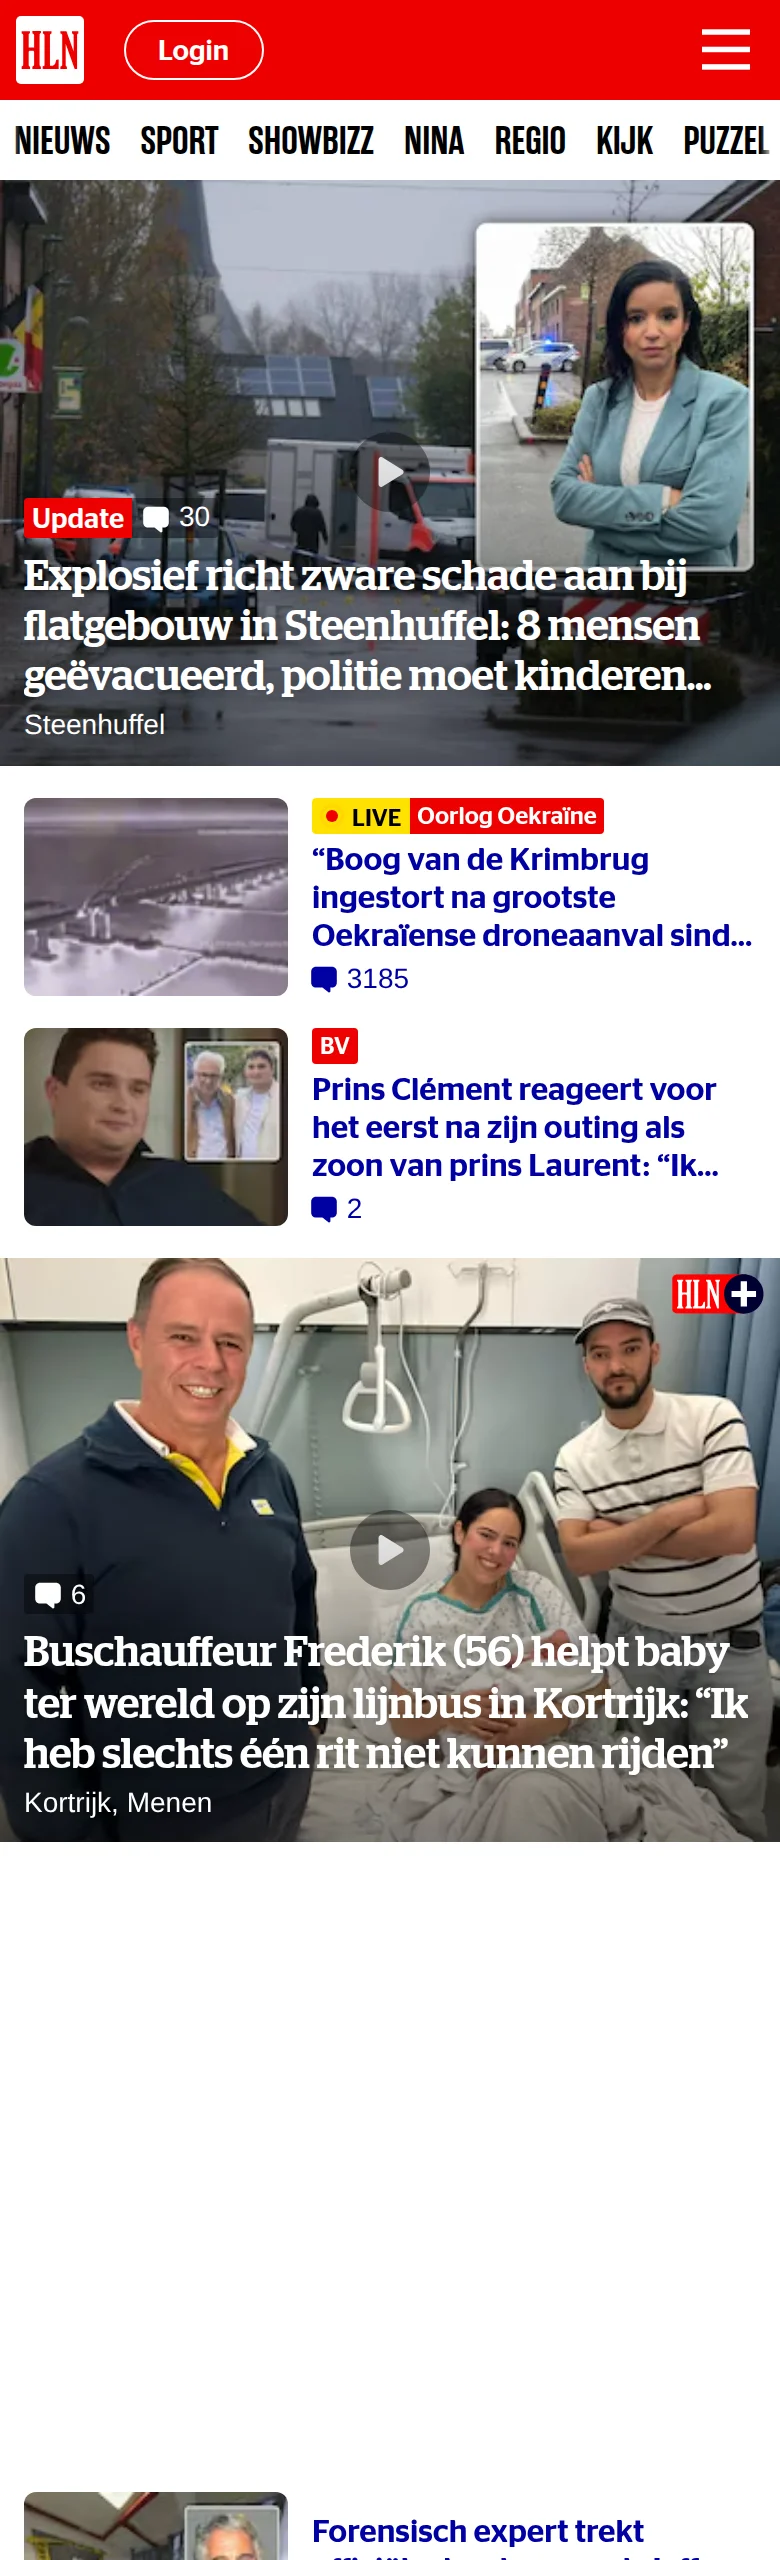 HLN
Login
NIEUWS SPORT SHOWBIZZ NINA REGIO KIJK PUZZEL
Update 30
Explosief richt zware schade aan bij
flatgebouw in Steenhuffel: 8 mensen
geëvacueerd, politie moet kinderen...
Steenhuffel
LIVE Oorlog Oekraïne
“Boog van de Krimbrug
ingestort na grootste
Oekraïense droneaanval sind...
3185
BV
Prins Clément reageert voor
het eerst na zijn outing als
zoon van prins Laurent: “Ik...
2
HLN+
6
Buschauffeur Frederik (56) helpt baby
ter wereld op zijn lijnbus in Kortrijk: “Ik
heb slechts één rit niet kunnen rijden”
Kortrijk, Menen
Forensisch expert trekt